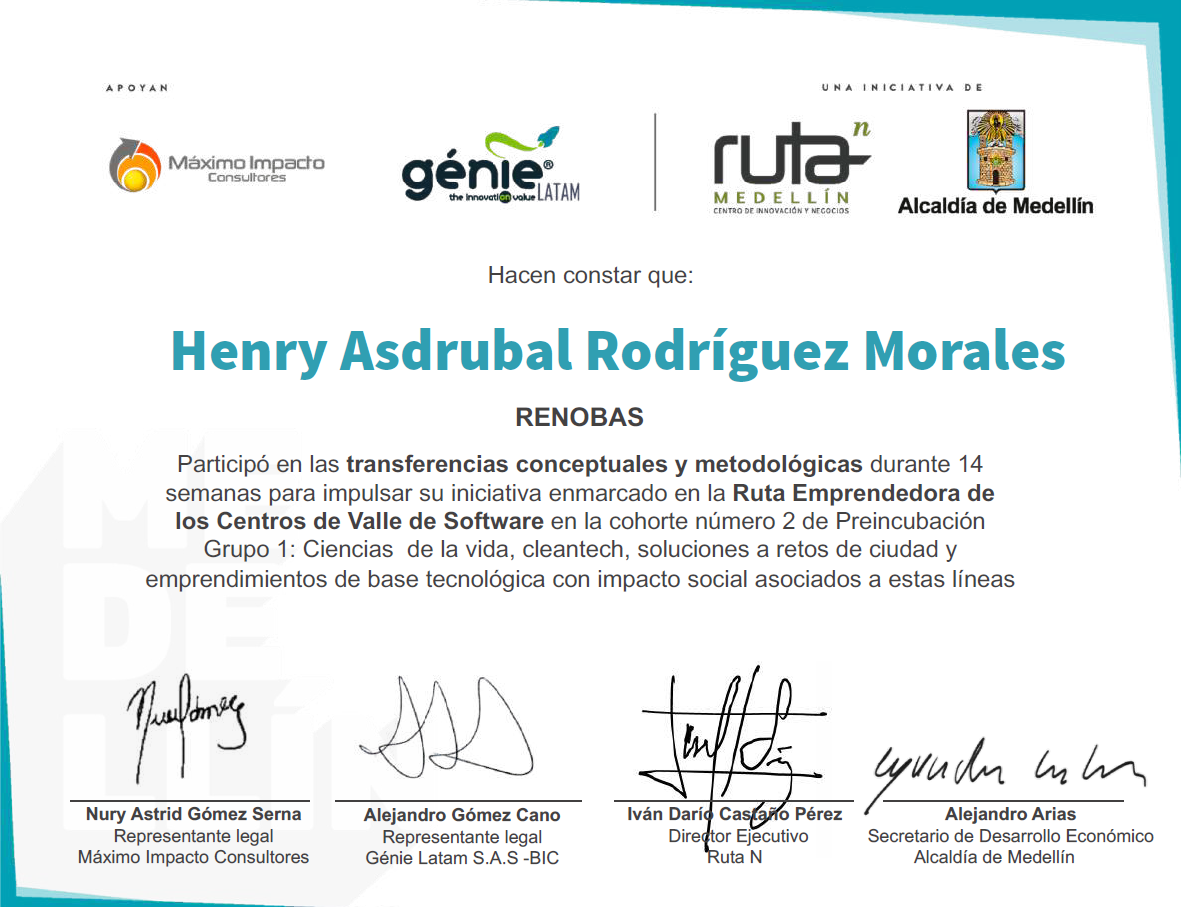 APOYAN
UNA INICIATIVA DE
Máximo Impacto
Consultores
génie®
LATAM
the innovation value
ruta n
MEDELLÍN
CENTRO DE INNOVACIÓN Y NEGOCIOS
Alcaldía de Medellín
Hacen constar que:
Henry Asdrubal Rodríguez Morales
RENOBAS
Participó en las transferencias conceptuales y metodológicas durante 14
semanas para impulsar su iniciativa enmarcado en la Ruta Emprendedora de
los Centros de Valle de Software en la cohorte número 2 de Preincubación
Grupo 1: Ciencias de la vida, cleantech, soluciones a retos de ciudad y
emprendimientos de base tecnológica con impacto social asociados a estas líneas
MEDELLÍN
Nury Astrid Gómez Serna
Representante legal
Máximo Impacto Consultores
Alejandro Gómez Cano
Representante legal
Génie Latam S.A.S -BIC
Iván Darío Castaño Pérez
Director Ejecutivo
Ruta N
Alejandro Arias
Secretario de Desarrollo Económico
Alcaldía de Medellín